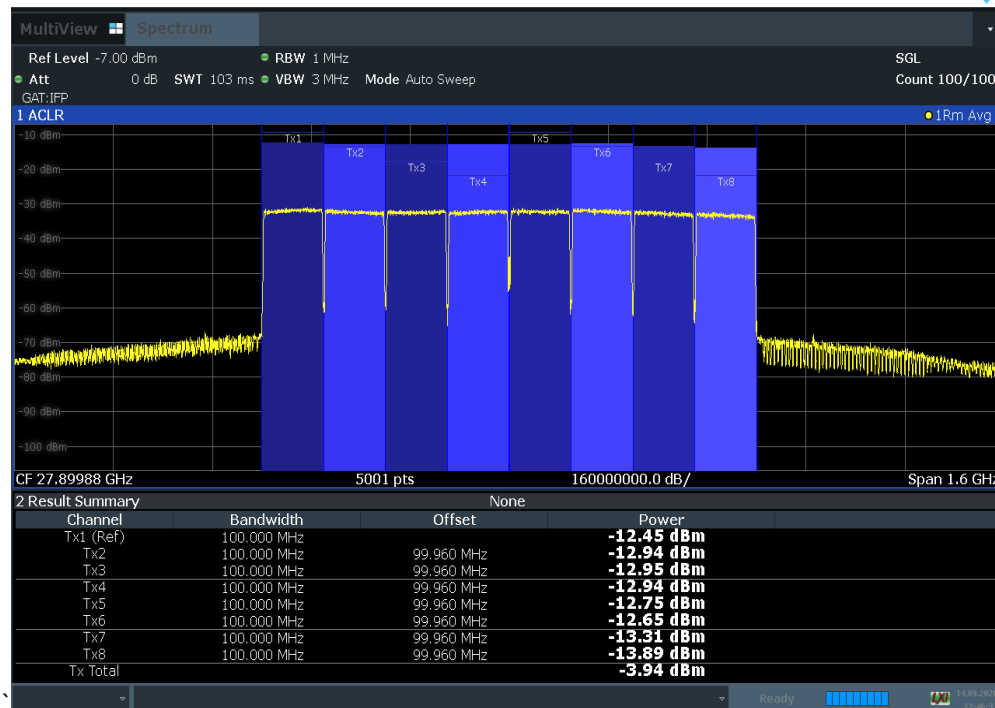 MultiView Spectrum
Ref Level -7.00 dBm RBW 1 MHz SGL
Att 0 dB SWT 103 ms VBW 3 MHz Mode Auto Sweep Count 100/100
GAT:IFP
1 ACLR 1Rm Avg
-10 dBm
Tx1 Tx5
Tx2 Tx6
-20 dBm Tx3 Tx7
Tx4 Tx8
-30 dBm
-40 dBm
-50 dBm
-60 dBm
-70 dBm
-80 dBm
-90 dBm
-100 dBm
CF 27.89988 GHz 5001 pts 160000000.0 dB/ Span 1.6 GHz
2 Result Summary None
Channel Bandwidth Offset Power
Tx1 (Ref) 100.000 MHz -12.45 dBm
Tx2 100.000 MHz 99.960 MHz -12.94 dBm
Tx3 100.000 MHz 99.960 MHz -12.95 dBm
Tx4 100.000 MHz 99.960 MHz -12.94 dBm
Tx5 100.000 MHz 99.960 MHz -12.75 dBm
Tx6 100.000 MHz 99.960 MHz -12.65 dBm
Tx7 100.000 MHz 99.960 MHz -13.31 dBm
Tx8 100.000 MHz 99.960 MHz -13.89 dBm
Tx Total -3.94 dBm
Ready